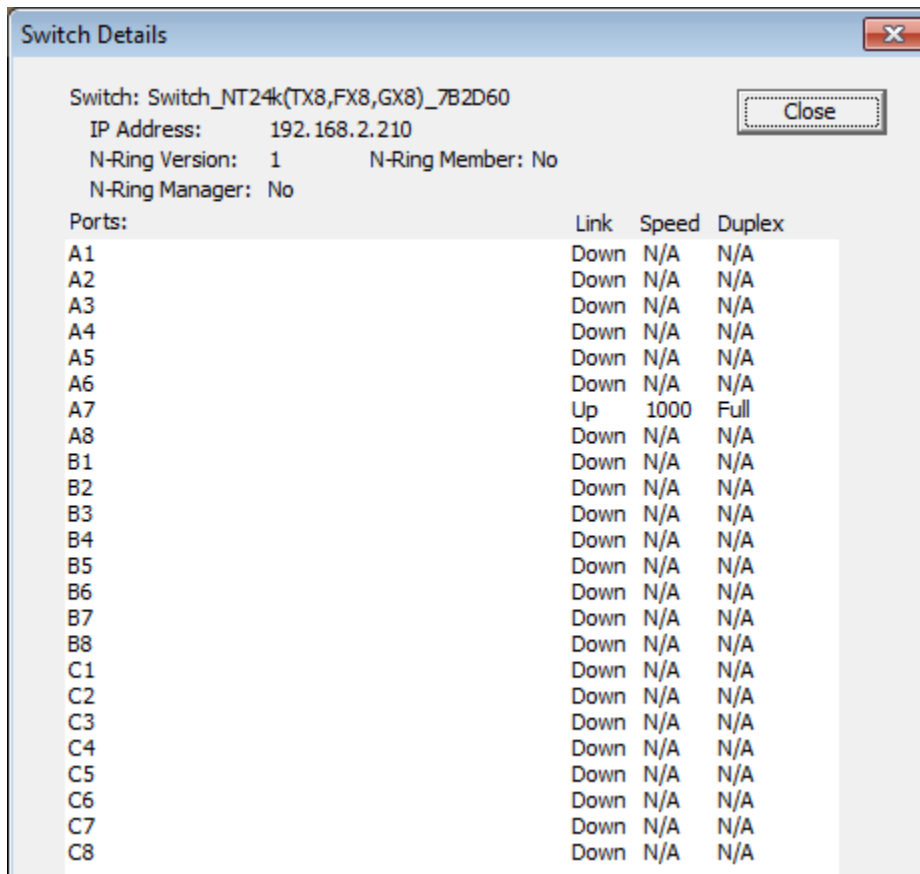 Switch Details
Switch: Switch_NT24k(TX8,FX8,GX8)_7B2D60
Close
IP Address: 192.168.2.210
N-Ring Version: 1 N-Ring Member: No
N-Ring Manager: No
Ports: Link Speed Duplex
A1 Down N/A N/A
A2 Down N/A N/A
A3 Down N/A N/A
A4 Down N/A N/A
A5 Down N/A N/A
A6 Down N/A N/A
A7 Up 1000 Full
A8 Down N/A N/A
B1 Down N/A N/A
B2 Down N/A N/A
B3 Down N/A N/A
B4 Down N/A N/A
B5 Down N/A N/A
B6 Down N/A N/A
B7 Down N/A N/A
B8 Down N/A N/A
C1 Down N/A N/A
C2 Down N/A N/A
C3 Down N/A N/A
C4 Down N/A N/A
C5 Down N/A N/A
C6 Down N/A N/A
C7 Down N/A N/A
C8 Down N/A N/A